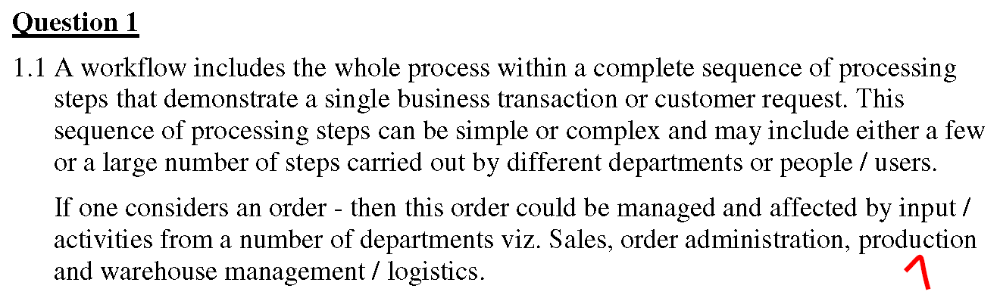 Question 1
1.1 A workflow includes the whole process within a complete sequence of processing
steps that demonstrate a single business transaction or customer request. This
sequence of processing steps can be simple or complex and may include either a few
or a large number of steps carried out by different departments or people / users.
If one considers an order - then this order could be managed and affected by input /
activities from a number of departments viz. Sales, order administration, production
and warehouse management / logistics.
1